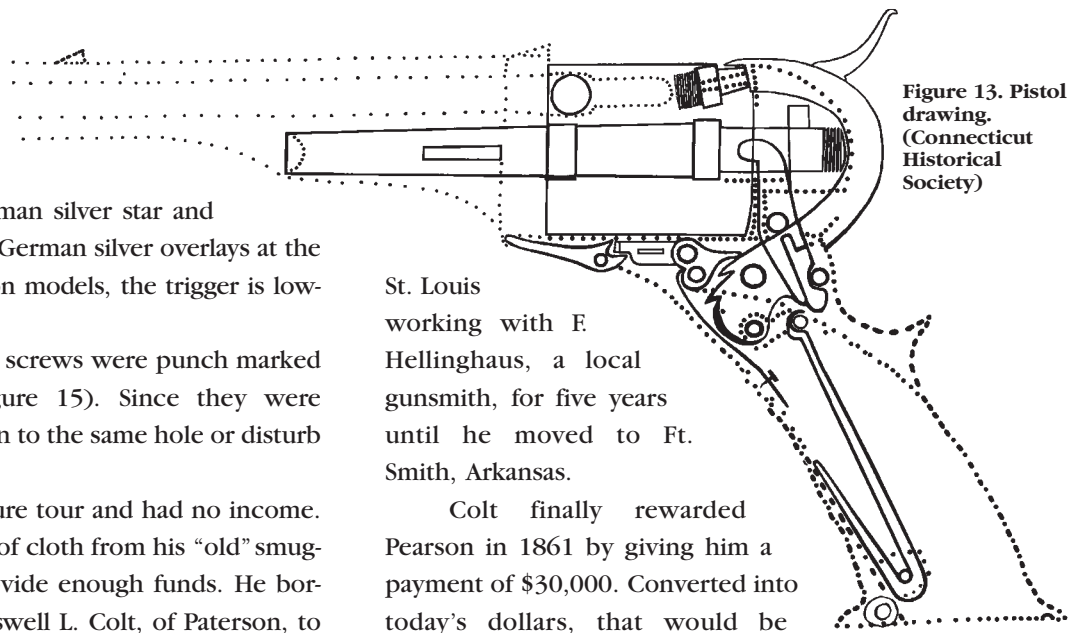 Figure 13. Pistol
drawing.
(Connecticut
Historical
Society)
man silver star and
German silver overlays at the
on models, the trigger is low-
screws were punch marked
gure 15). Since they were
n to the same hole or disturb
ure tour and had no income.
of cloth from his “old” smug-
vide enough funds. He bor-
swell L. Colt, of Paterson, to
St. Louis
working with F.
Hellinghaus, a local
gunsmith, for five years
until he moved to Ft.
Smith, Arkansas.
Colt finally rewarded
Pearson in 1861 by giving him a
payment of $30,000. Converted into
today's dollars, that would be